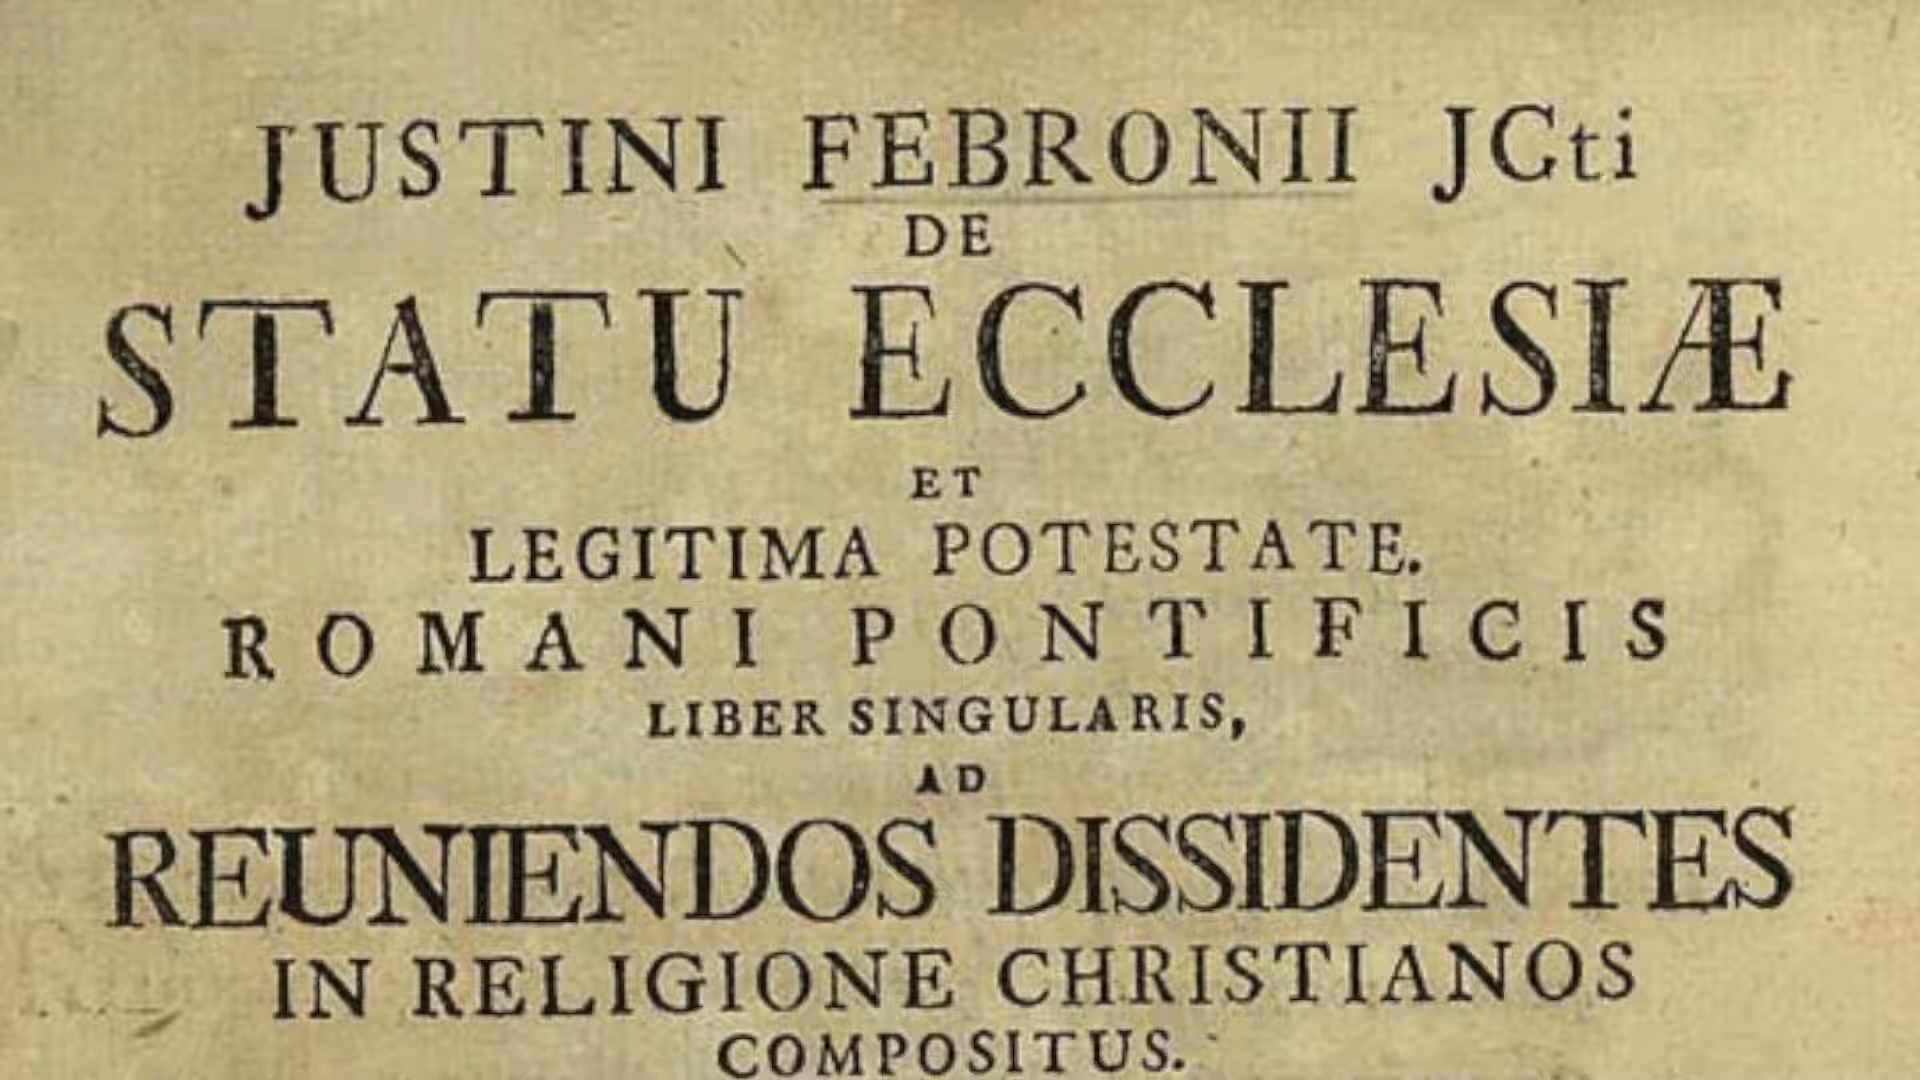 JUSTINI FEBRONII JCti
DE
STATU ECCLESIÆ
ET
LEGITIMA POTESTATE.
ROMANI PONTIFICIS
LIBER SINGULARIS,
AD
REUNIENDOS DISSIDENTES
IN RELIGIONE CHRISTIANOS
COMPOSITUS.